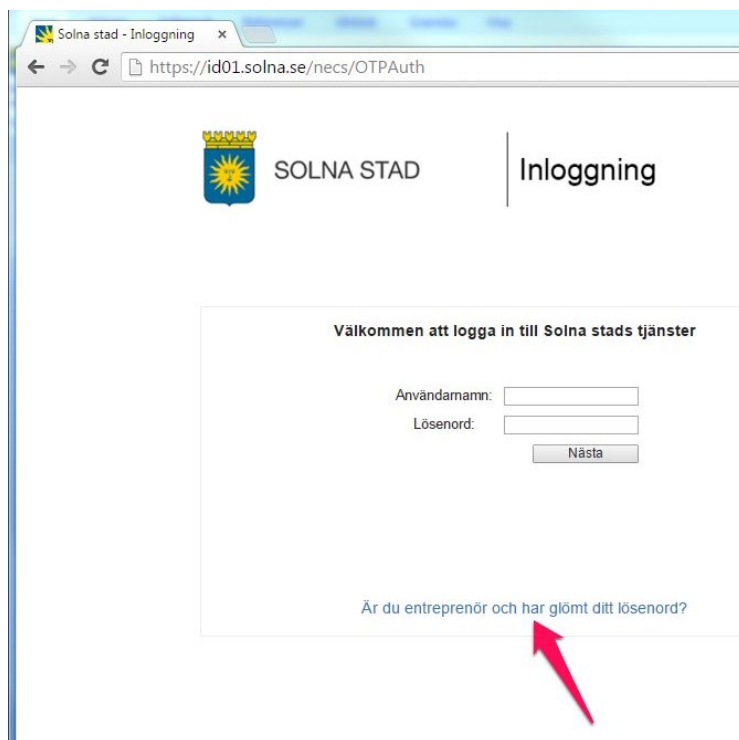 Solna stad - Inloggning
https://id01.solna.se/necs/OTPAuth
SOLNA STAD
Inloggning
Välkommen att logga in till Solna stads tjänster
Användarnamn:
Lösenord:
Nästa
Är du entreprenör och har glömt ditt lösenord?